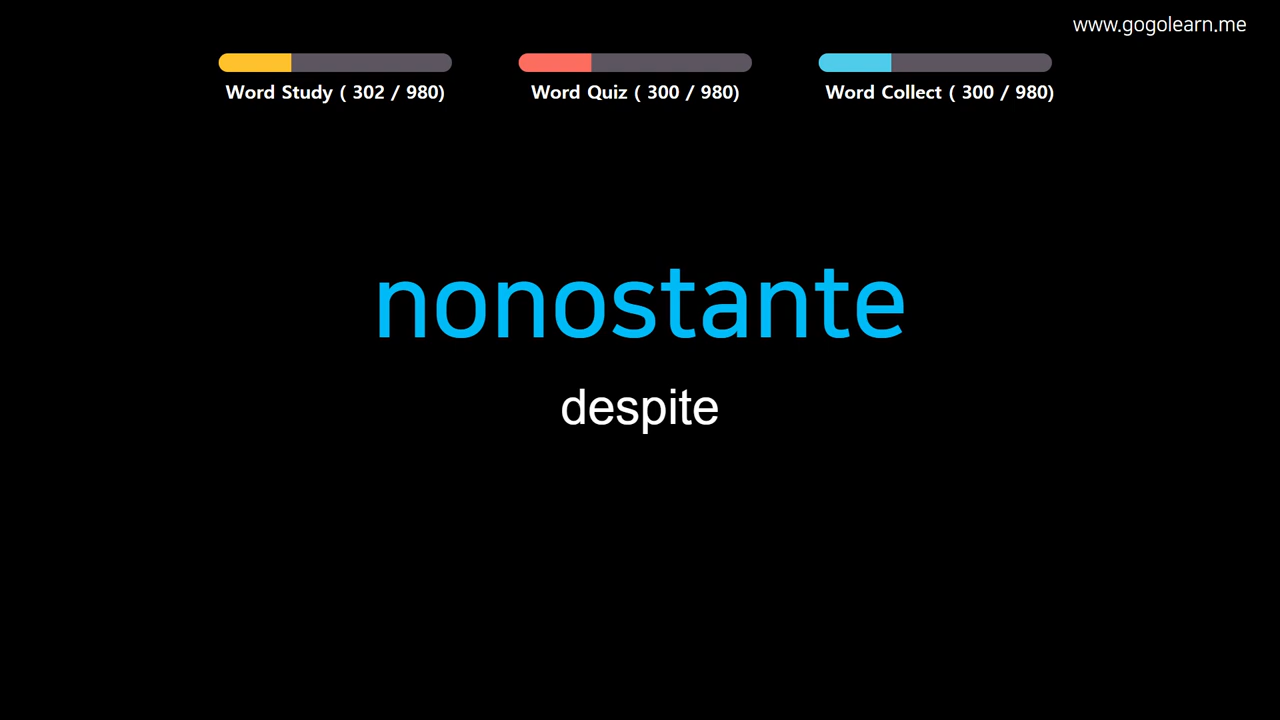 www.gogolearn.me
Word Study ( 302 / 980)
Word Quiz ( 300 / 980)
Word Collect ( 300 / 980)
nonostante
despite